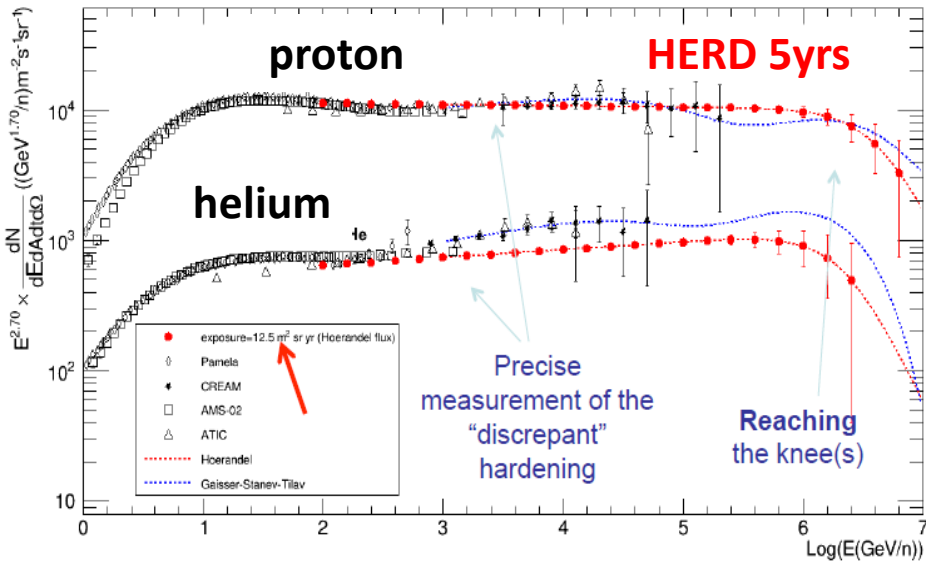 proton
HERD 5yrs
helium
He
E^2.70 × dN/dEdAdtdΩ ((GeV^1.70/n)m^-2s^-1sr^-1)
10^4
10^3
10^2
10
exposure=12.5 m² sr yr (Hoerandel flux)
Pamela
CREAM
AMS-02
ATIC
Hoerandel
Gaisser-Stanev-Tilav
Precise
measurement of the
“discrepant”
hardening
Reaching
the knee(s)
0 1 2 3 4 5 6 7
Log(E(GeV/n)